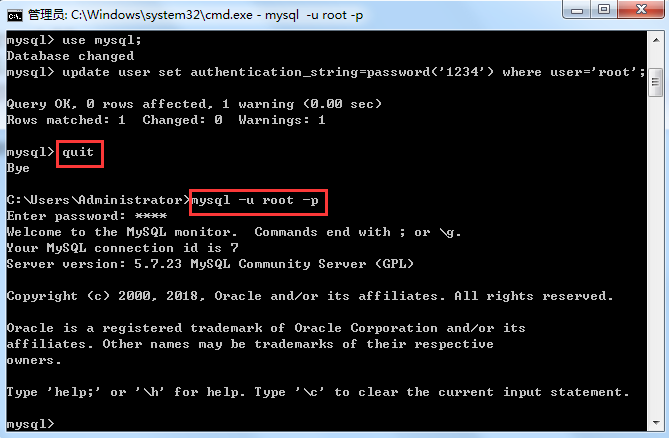 管理员: C:\Windows\system32\cmd.exe - mysql  -u root -p
mysql> use mysql;
Database changed
mysql> update user set authentication_string=password('1234') where user='root';
Query OK, 0 rows affected, 1 warning (0.00 sec)
Rows matched: 1  Changed: 0  Warnings: 1
mysql> quit
Bye
C:\Users\Administrator>mysql -u root -p
Enter password: ****
Welcome to the MySQL monitor.  Commands end with ; or \g.
Your MySQL connection id is 7
Server version: 5.7.23 MySQL Community Server (GPL)
Copyright (c) 2000, 2018, Oracle and/or its affiliates. All rights reserved.
Oracle is a registered trademark of Oracle Corporation and/or its
affiliates. Other names may be trademarks of their respective
owners.
Type 'help;' or '\h' for help. Type '\c' to clear the current input statement.
mysql>